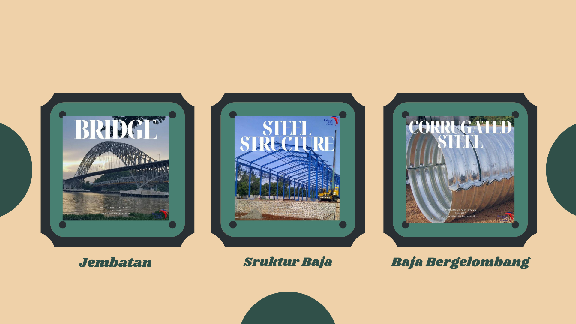 BRIDGE
STEEL
STRUCTURE
CORRUGATED
STEEL
Jembatan
Sruktur Baja
Baja Bergelombang